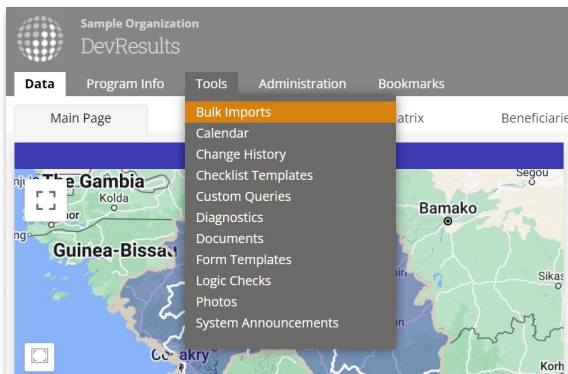 Sample Organization
DevResults
Data Program Info Tools Administration Bookmarks
Main Page atrix Beneficiarie
Bulk Imports
Calendar
Change History
Checklist Templates
Custom Queries
Diagnostics
Documents
Form Templates
Logic Checks
Photos
System Announcements
The Gambia
Kolda
Guinea-Bissau
Segou
Bamako
Sikas
akry
Korh